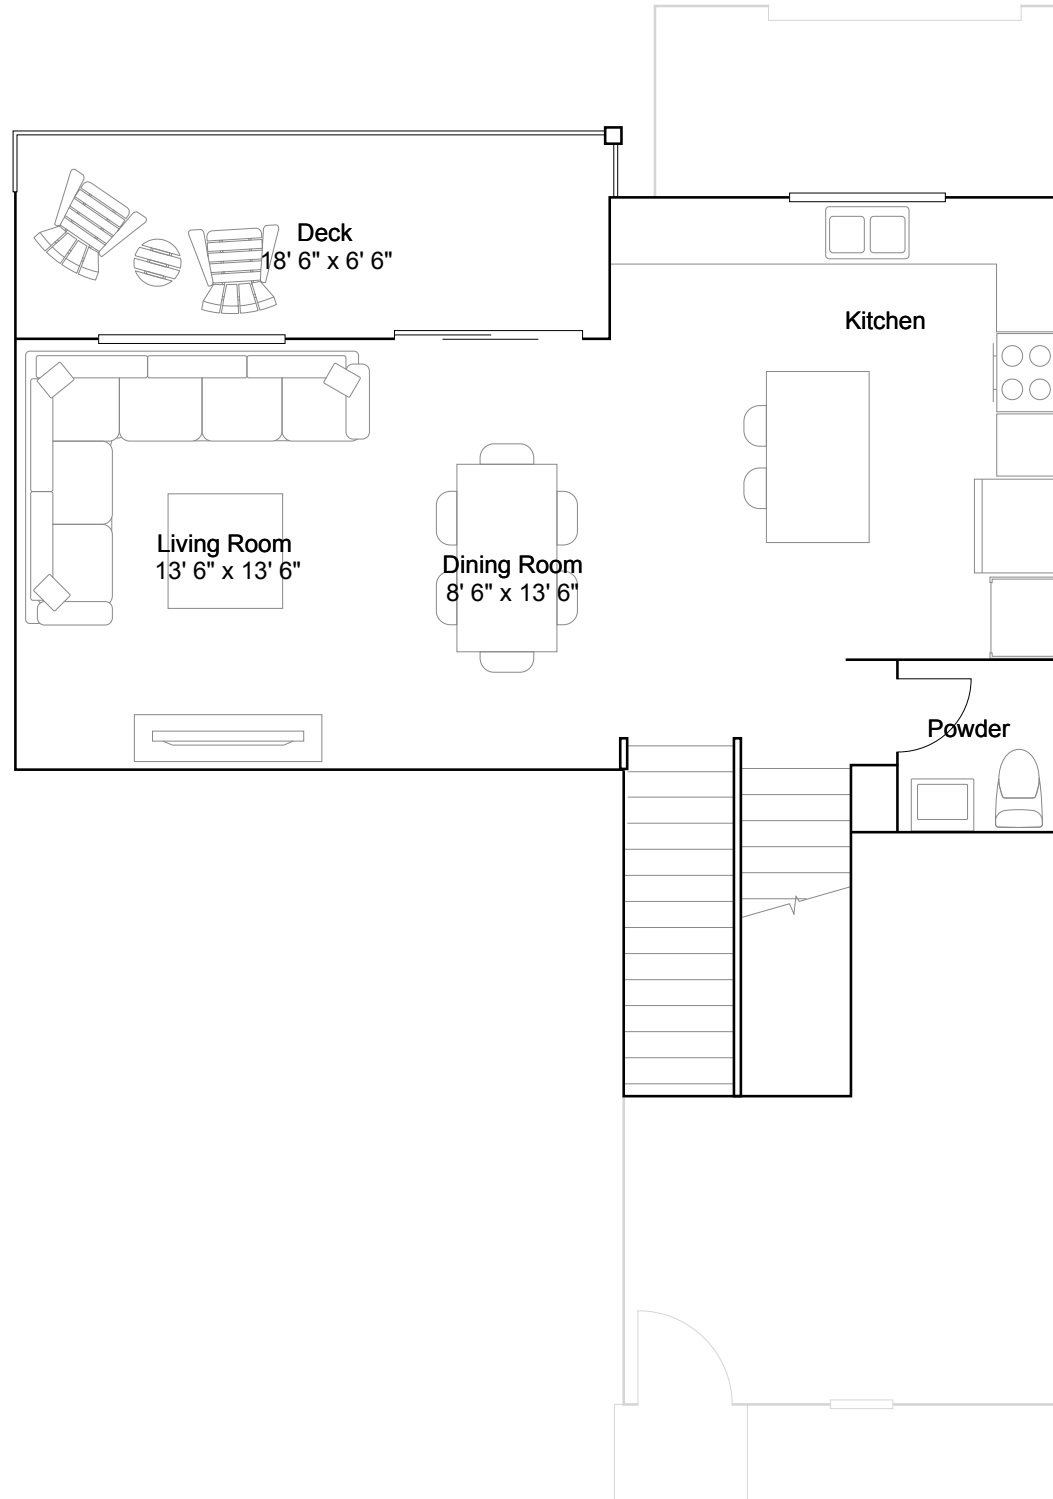 Deck
18' 6" x 6' 6"
Kitchen
Living Room
13' 6" x 13' 6"
Dining Room
8' 6" x 13' 6"
Powder